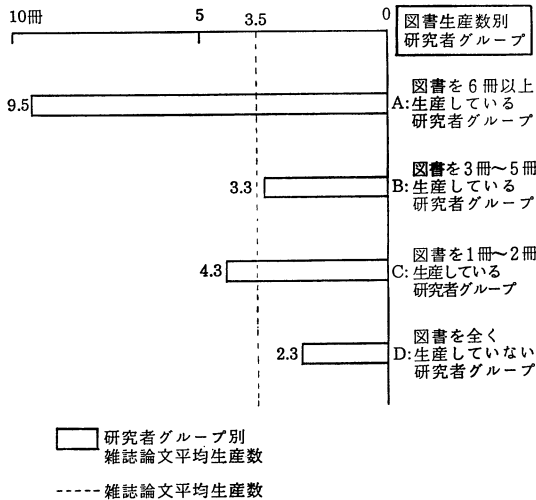 10冊
5
3.5
0
図書生産数別
研究者グループ
9.5
A:
図書を6冊以上
生産している
研究者グループ
3.3
B:
図書を3冊~5冊
生産している
研究者グループ
4.3
C:
図書を1冊~2冊
生産している
研究者グループ
2.3
D:
図書を全く
生産していない
研究者グループ
研究者グループ別
雑誌論文平均生産数
雑誌論文平均生産数